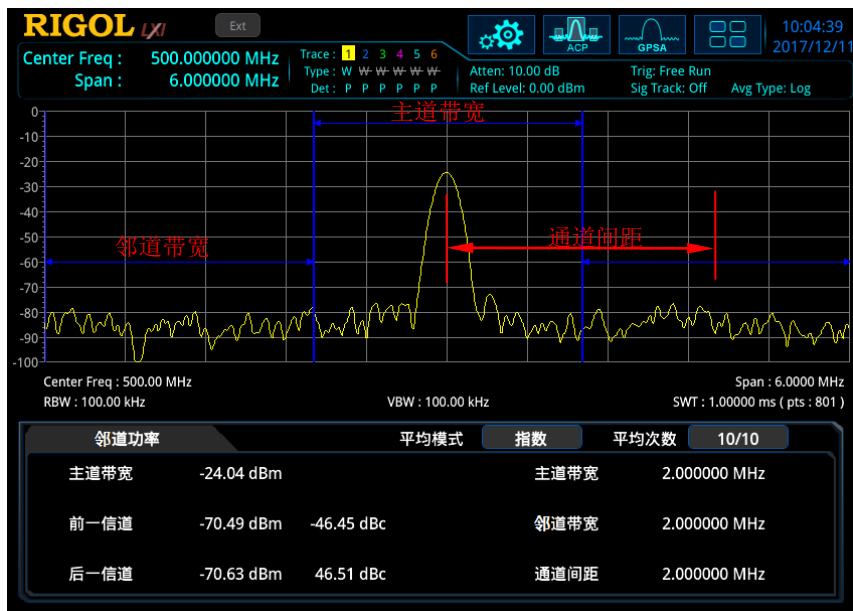 RIGOL LXI Ext 10:04:39
ACP GPSA 2017/12/11
Center Freq : 500.000000 MHz Trace : 1 2 3 4 5 6
Span : 6.000000 MHz Type : W W W W W W Atten: 10.00 dB Trig: Free Run
Det : P P P P P P Ref Level: 0.00 dBm Sig Track: Off Avg Type: Log
主道带宽
0
-10
-20
-30
-40
-50
邻道带宽 通道间距
-60
-70
-80
-90
-100
Center Freq : 500.00 MHz Span : 6.0000 MHz
RBW : 100.00 kHz VBW : 100.00 kHz SWT : 1.00000 ms ( pts : 801 )
邻道功率 平均模式 指数 平均次数 10/10
主道带宽 -24.04 dBm 主道带宽 2.000000 MHz
前一信道 -70.49 dBm -46.45 dBc 邻道带宽 2.000000 MHz
后一信道 -70.63 dBm 46.51 dBc 通道间距 2.000000 MHz